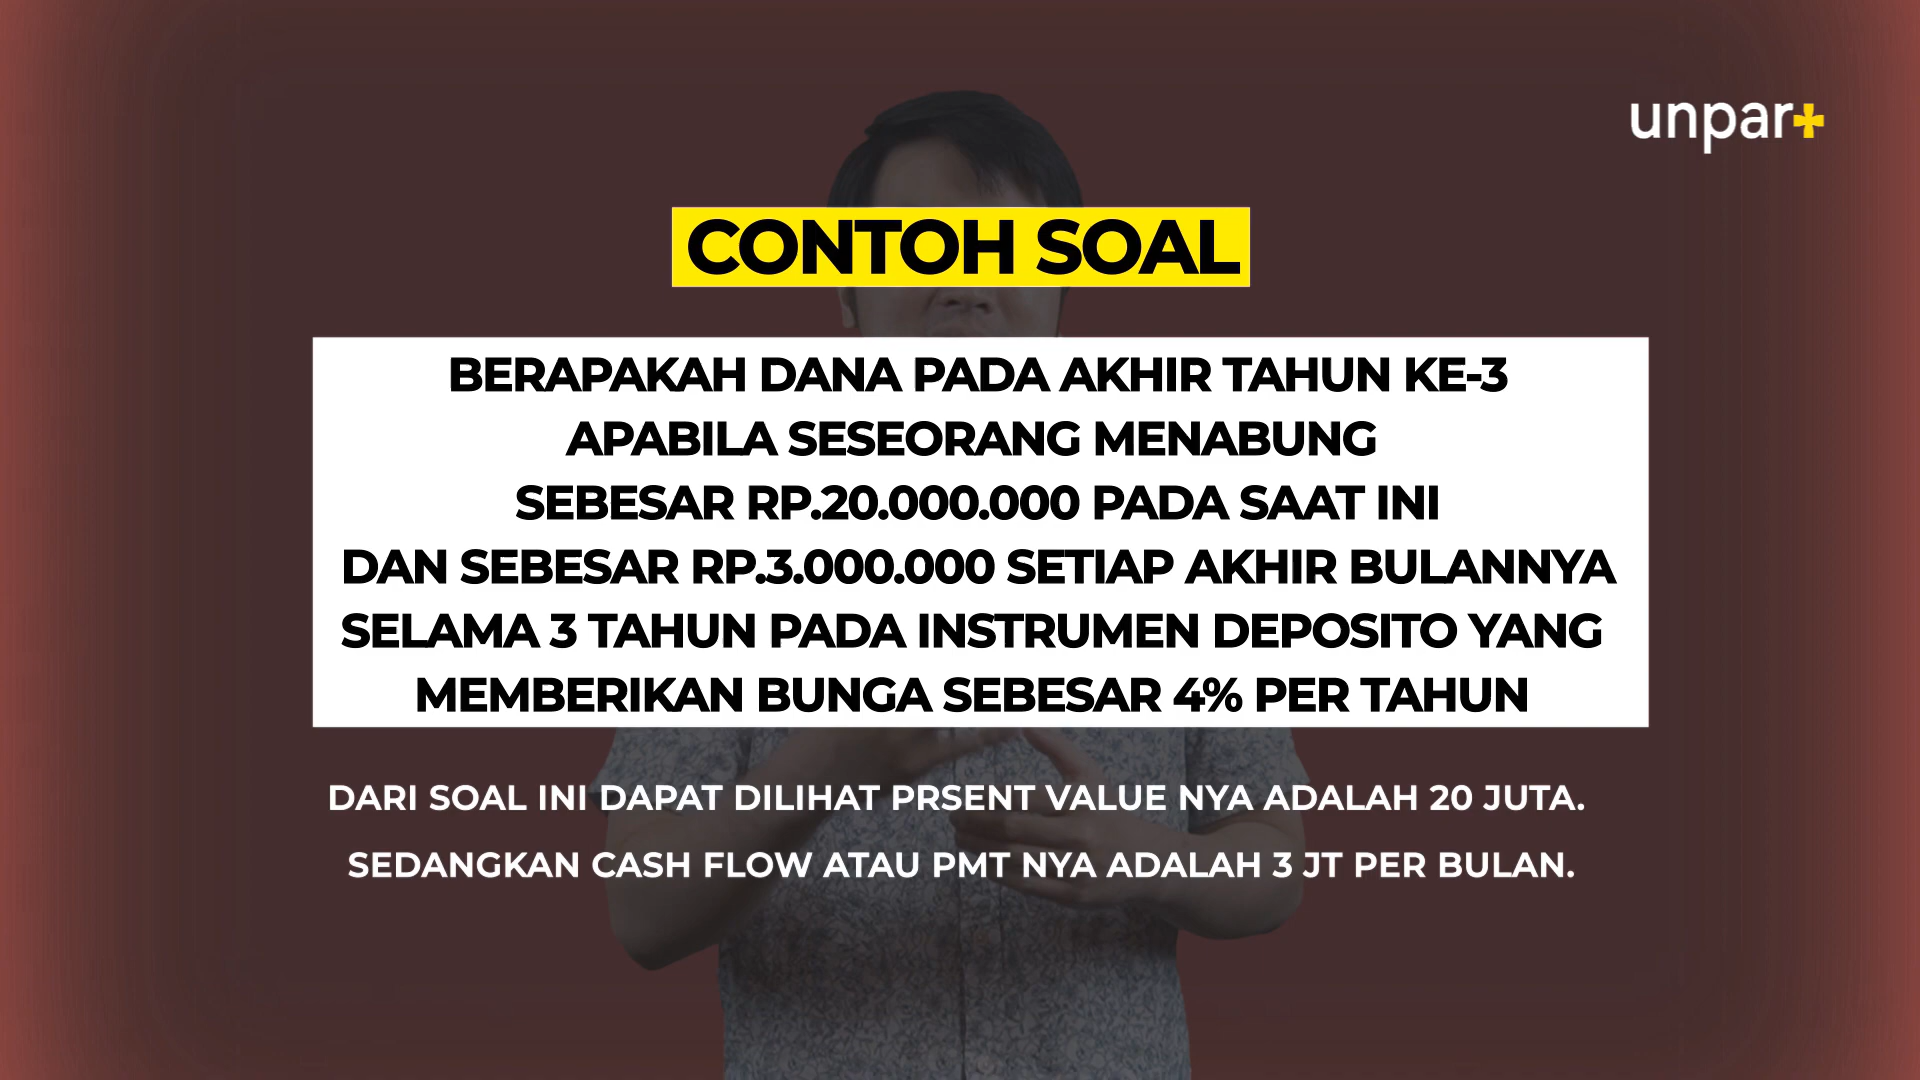 unpar+
CONTOH SOAL
BERAPAKAH DANA PADA AKHIR TAHUN KE-3
APABILA SESEORANG MENABUNG
SEBESAR RP.20.000.000 PADA SAAT INI
DAN SEBESAR RP.3.000.000 SETIAP AKHIR BULANNYA
SELAMA 3 TAHUN PADA INSTRUMEN DEPOSITO YANG
MEMBERIKAN BUNGA SEBESAR 4% PER TAHUN
DARI SOAL INI DAPAT DILIHAT PRSENT VALUE NYA ADALAH 20 JUTA.
SEDANGKAN CASH FLOW ATAU PMT NYA ADALAH 3 JT PER BULAN.